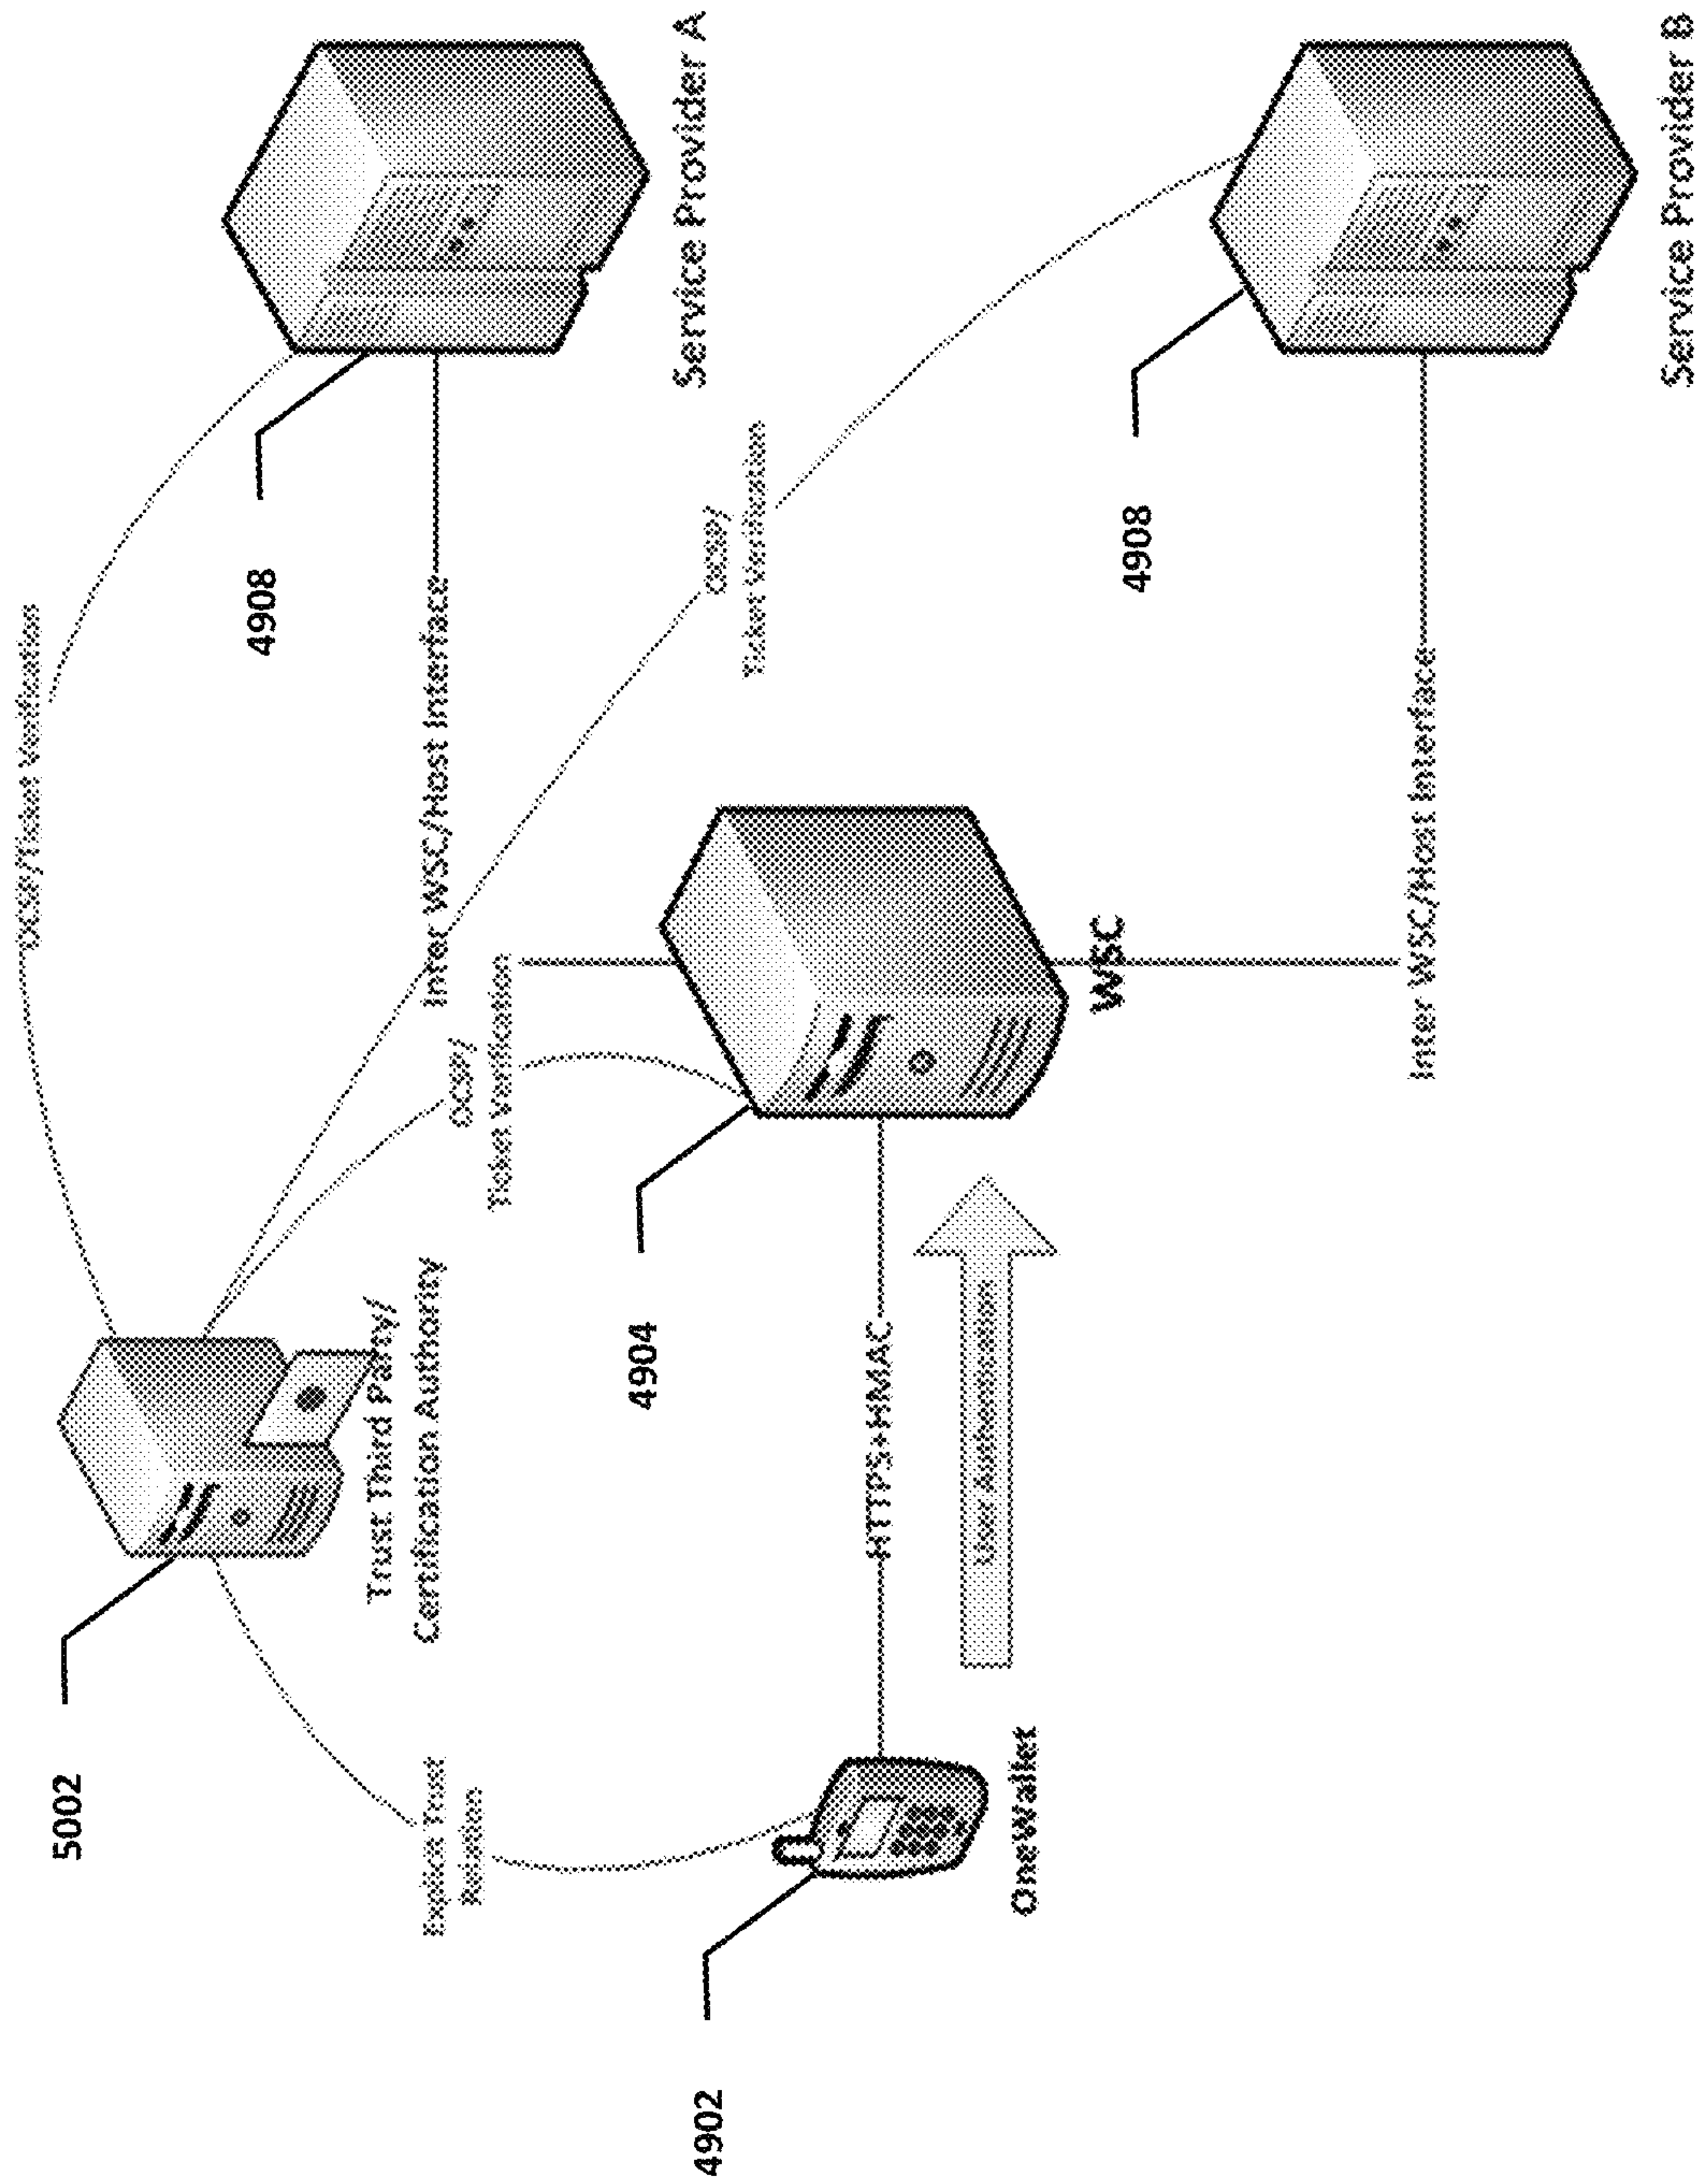 OCSP/Ticket Verification
5002
4908
Trust Third Party/
Certification Authority
Explicit Trust
Relation
OCSP/
Ticket Verification
Inter WSC/Host Interface
Service Provider A
4904
4902
OCSP/
Ticket Verification
HTTPS+HMAC
User Authentication
OneWallet
WSC
4908
Inter WSC/Host Interface
Service Provider B